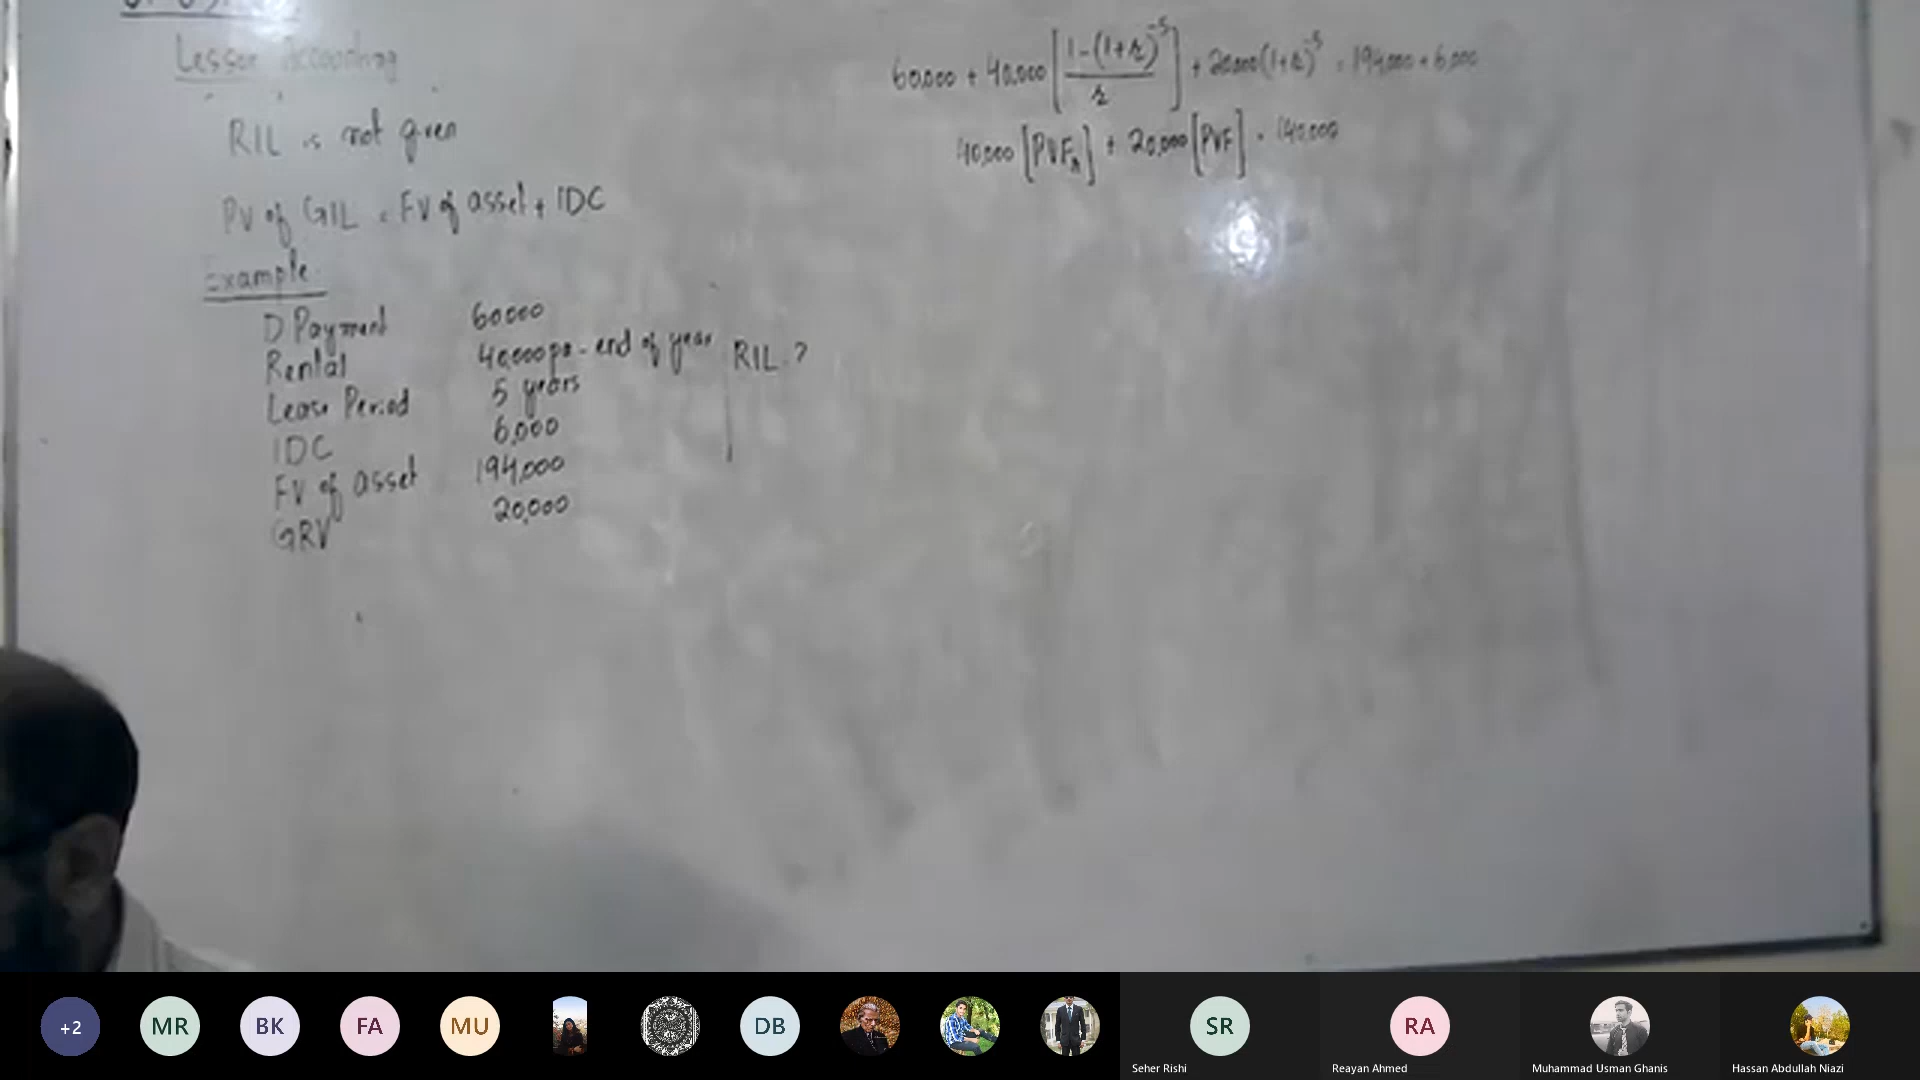 Lessor Accounting
RIL is not given
PV of GIL = FV of asset + IDC
Example
D Payment 60000
Rental 40,000 pa - end of year RIL = ?
Lease Period 5 years
IDC 6,000
FV of asset 194,000
GRV 20,000
60,000 + 40,000 [1-(1+r)^-5 / r] + 20,000 (1+r)^-5 = 194,000 + 6,000
40,000 [PVFA] + 20,000 [PVF] = 140,000
+2 MR BK FA MU DB SR RA
Seher Rishi Reayan Ahmed Muhammad Usman Ghanis Hassan Abdullah Niazi